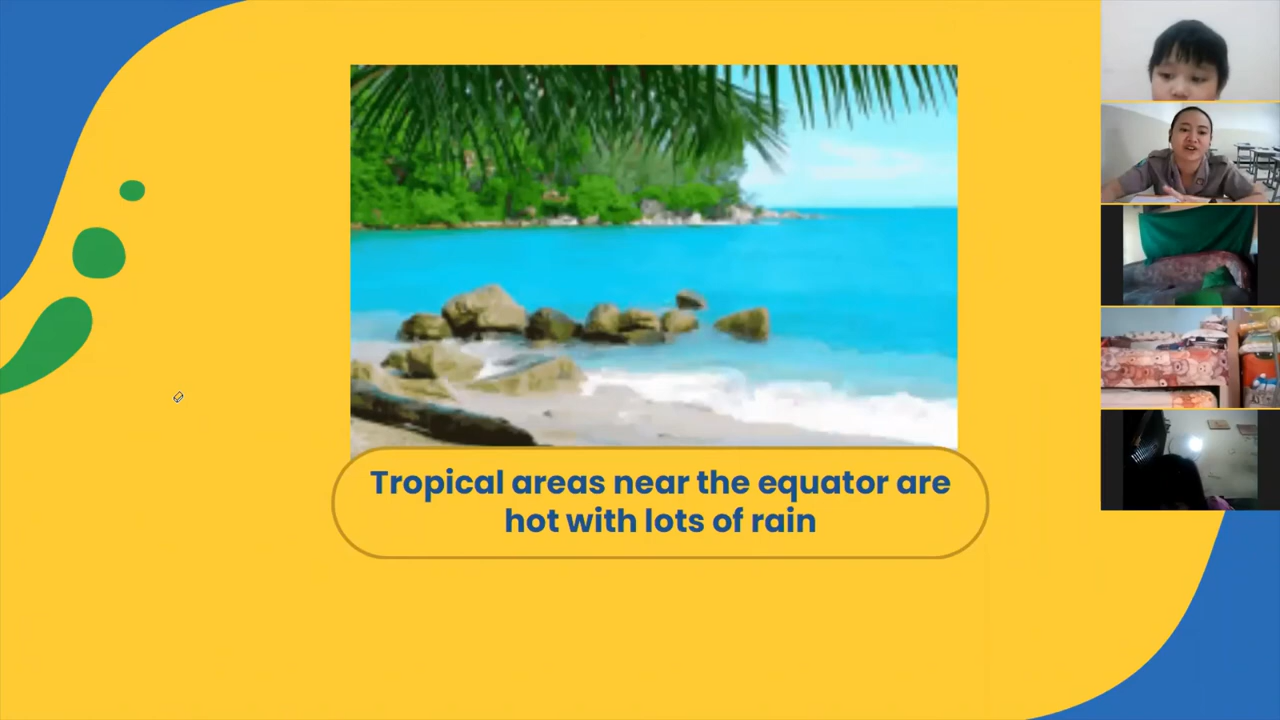 Tropical areas near the equator are
hot with lots of rain